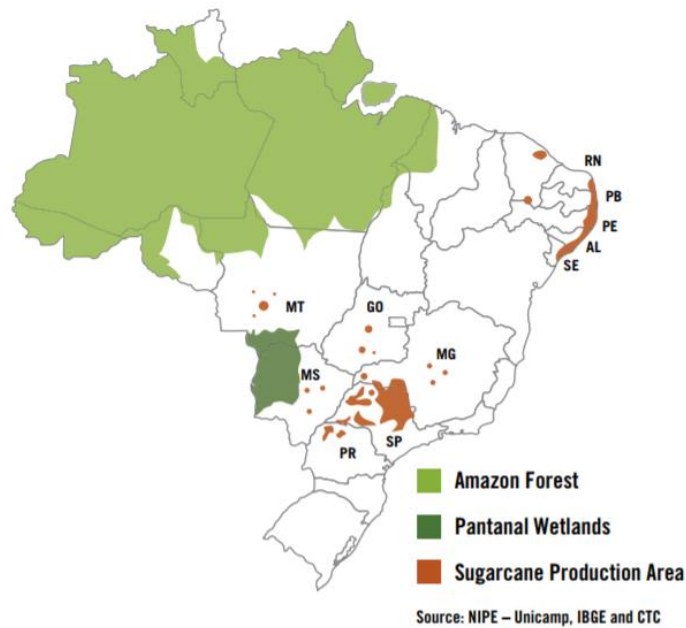 RN
PB
PE
AL
SE
MT
GO
MG
MS
SP
PR
Amazon Forest
Pantanal Wetlands
Sugarcane Production Area
Source: NIPE – Unicamp, IBGE and CTC